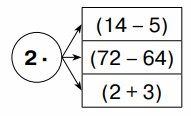 2 ·
(14 – 5)
(72 – 64)
(2 + 3)